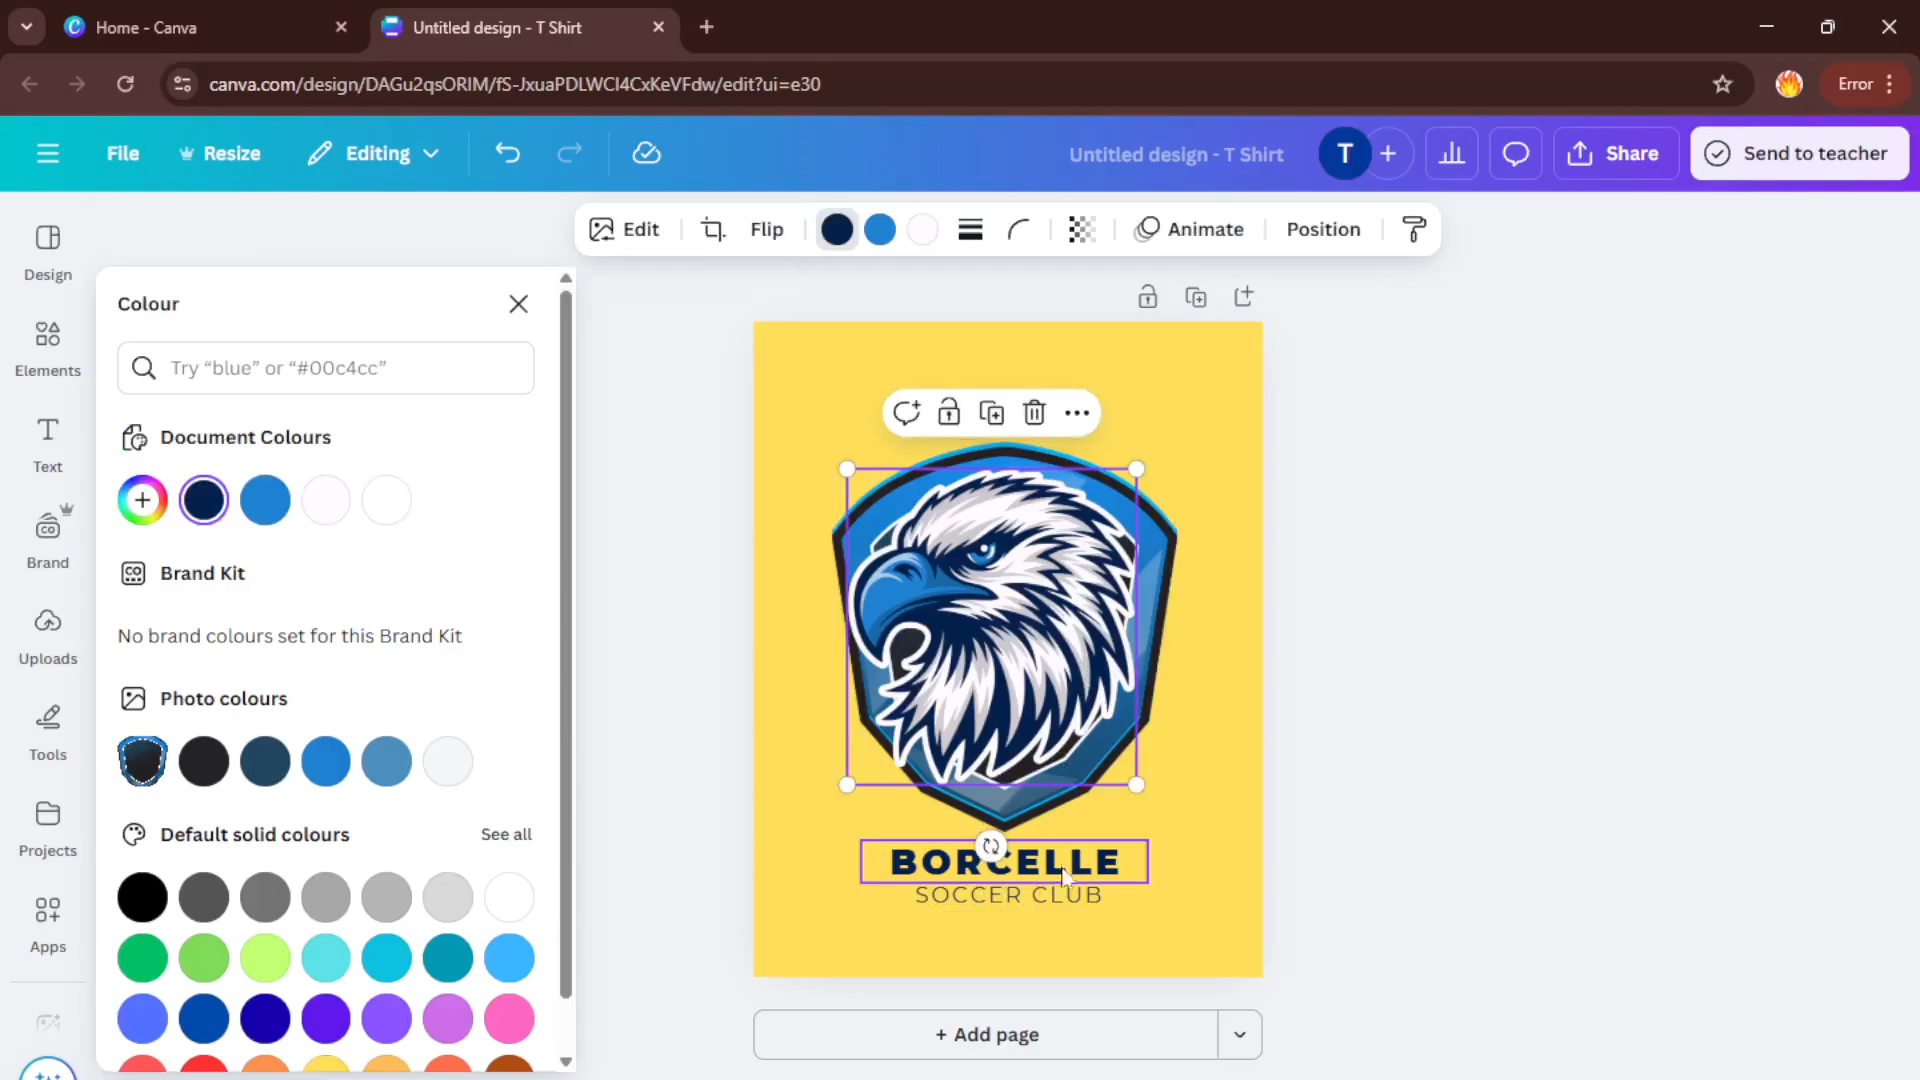 Home - Canva
Untitled design - T Shirt
canva.com/design/DAGu2qsORIM/fS-JxuaPDLWCI4CxKeVFdw/edit?ui=e30
Error
File
Resize
Editing
Untitled design - T Shirt
T
Share
Send to teacher
Edit
Flip
Animate
Position
Design
Elements
Text
Brand
Uploads
Tools
Projects
Apps
Colour
Try “blue” or “#00c4cc”
Document Colours
Brand Kit
No brand colours set for this Brand Kit
Photo colours
Default solid colours
See all
BORCELLE
SOCCER CLUB
+ Add page